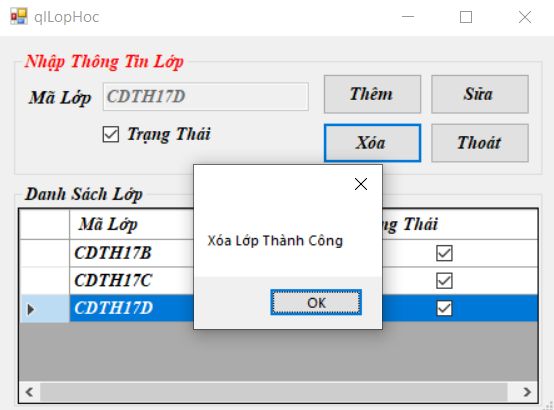 qlLopHoc
Nhập Thông Tin Lớp
Mã Lớp CDTH17D Thêm Sửa
Trạng Thái Xóa Thoát
Danh Sách Lớp
Mã Lớp ng Thái
Xóa Lớp Thành Công
CDTH17B
CDTH17C
CDTH17D
OK